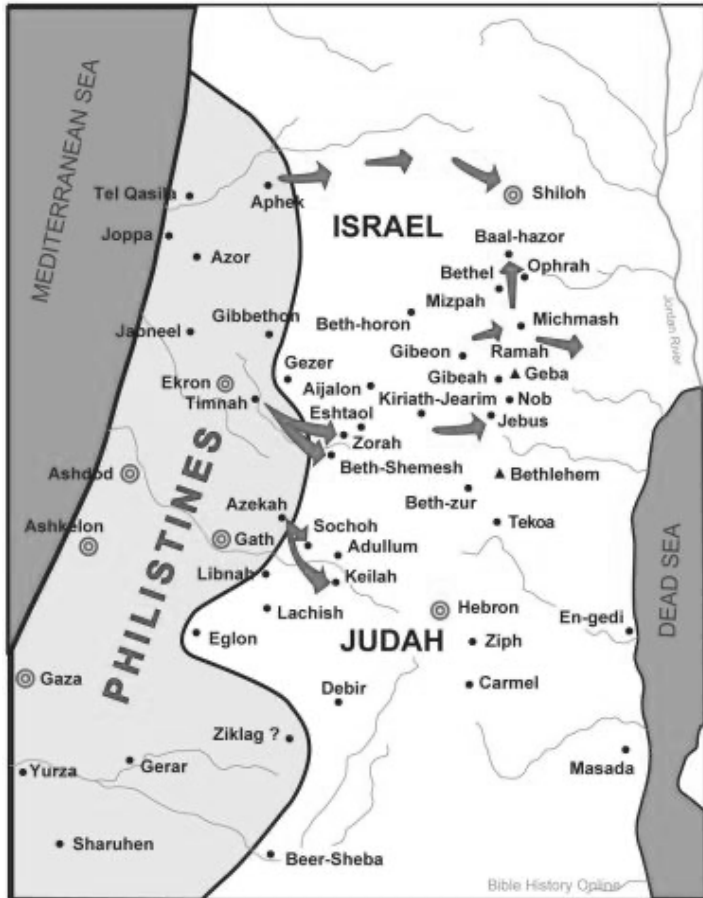 MEDITERRANEAN SEA
Tel Qasila
Aphek
Shiloh
ISRAEL
Joppa
Baal-hazor
Azor
Bethel
Ophrah
Mizpah
Jordan River
Jabneel
Gibbethon
Beth-horon
Michmash
Gibeon
Ramah
Gezer
Ekron
Aijalon
Gibeah
Geba
Timnah
Kiriath-Jearim
Nob
Eshtaol
Jebus
Zorah
Ashdod
Beth-Shemesh
Bethlehem
PHILISTINES
Beth-zur
Azekah
Ashkelon
Sochoh
Tekoa
Gath
Adullum
DEAD SEA
Libnah
Keilah
Lachish
Hebron
En-gedi
Eglon
JUDAH
Ziph
Gaza
Debir
Carmel
Ziklag ?
Yurza
Gerar
Masada
Sharuhen
Beer-Sheba
Bible History Online